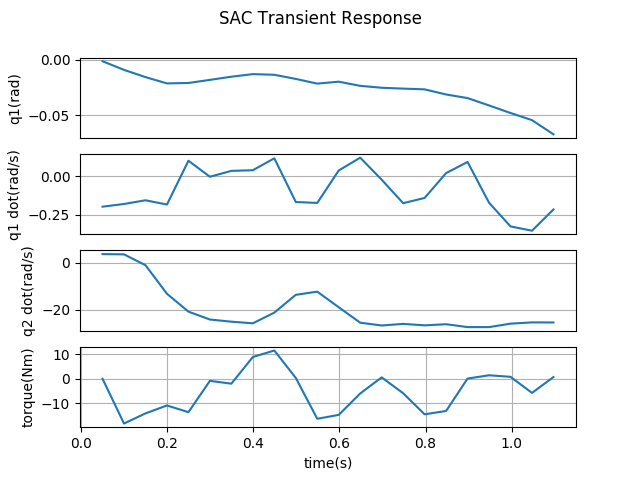 SAC Transient Response
0.00
−0.05
q1(rad)
0.00
−0.25
q1 dot(rad/s)
0
−20
q2 dot(rad/s)
10
0
−10
torque(Nm)
0.0 0.2 0.4 0.6 0.8 1.0
time(s)